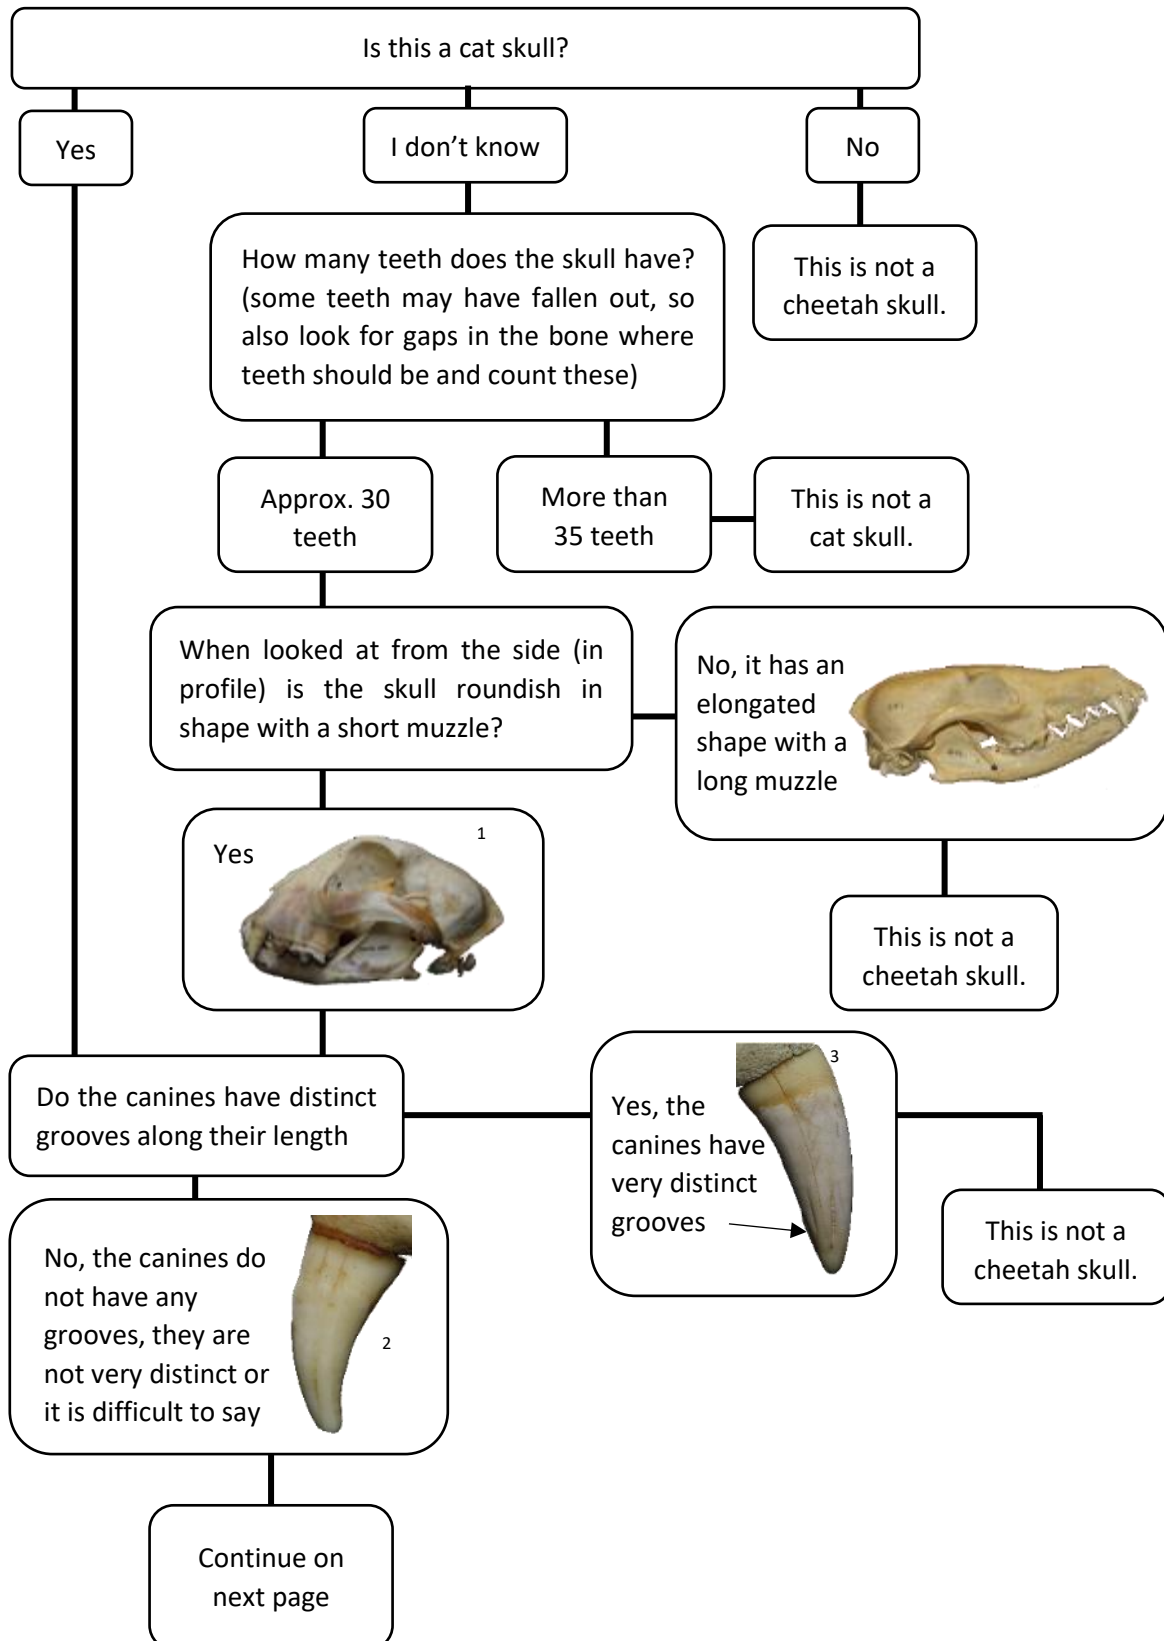 Is this a cat skull?
Yes
I don’t know
No
How many teeth does the skull have?
(some teeth may have fallen out, so
also look for gaps in the bone where
teeth should be and count these)
This is not a
cheetah skull.
Approx. 30
teeth
More than
35 teeth
This is not a
cat skull.
When looked at from the side (in
profile) is the skull roundish in
shape with a short muzzle?
No, it has an
elongated
shape with a
long muzzle
Yes
1
This is not a
cheetah skull.
Do the canines have distinct
grooves along their length
Yes, the
canines have
very distinct
grooves
3
This is not a
cheetah skull.
No, the canines do
not have any
grooves, they are
not very distinct or
it is difficult to say
2
Continue on
next page